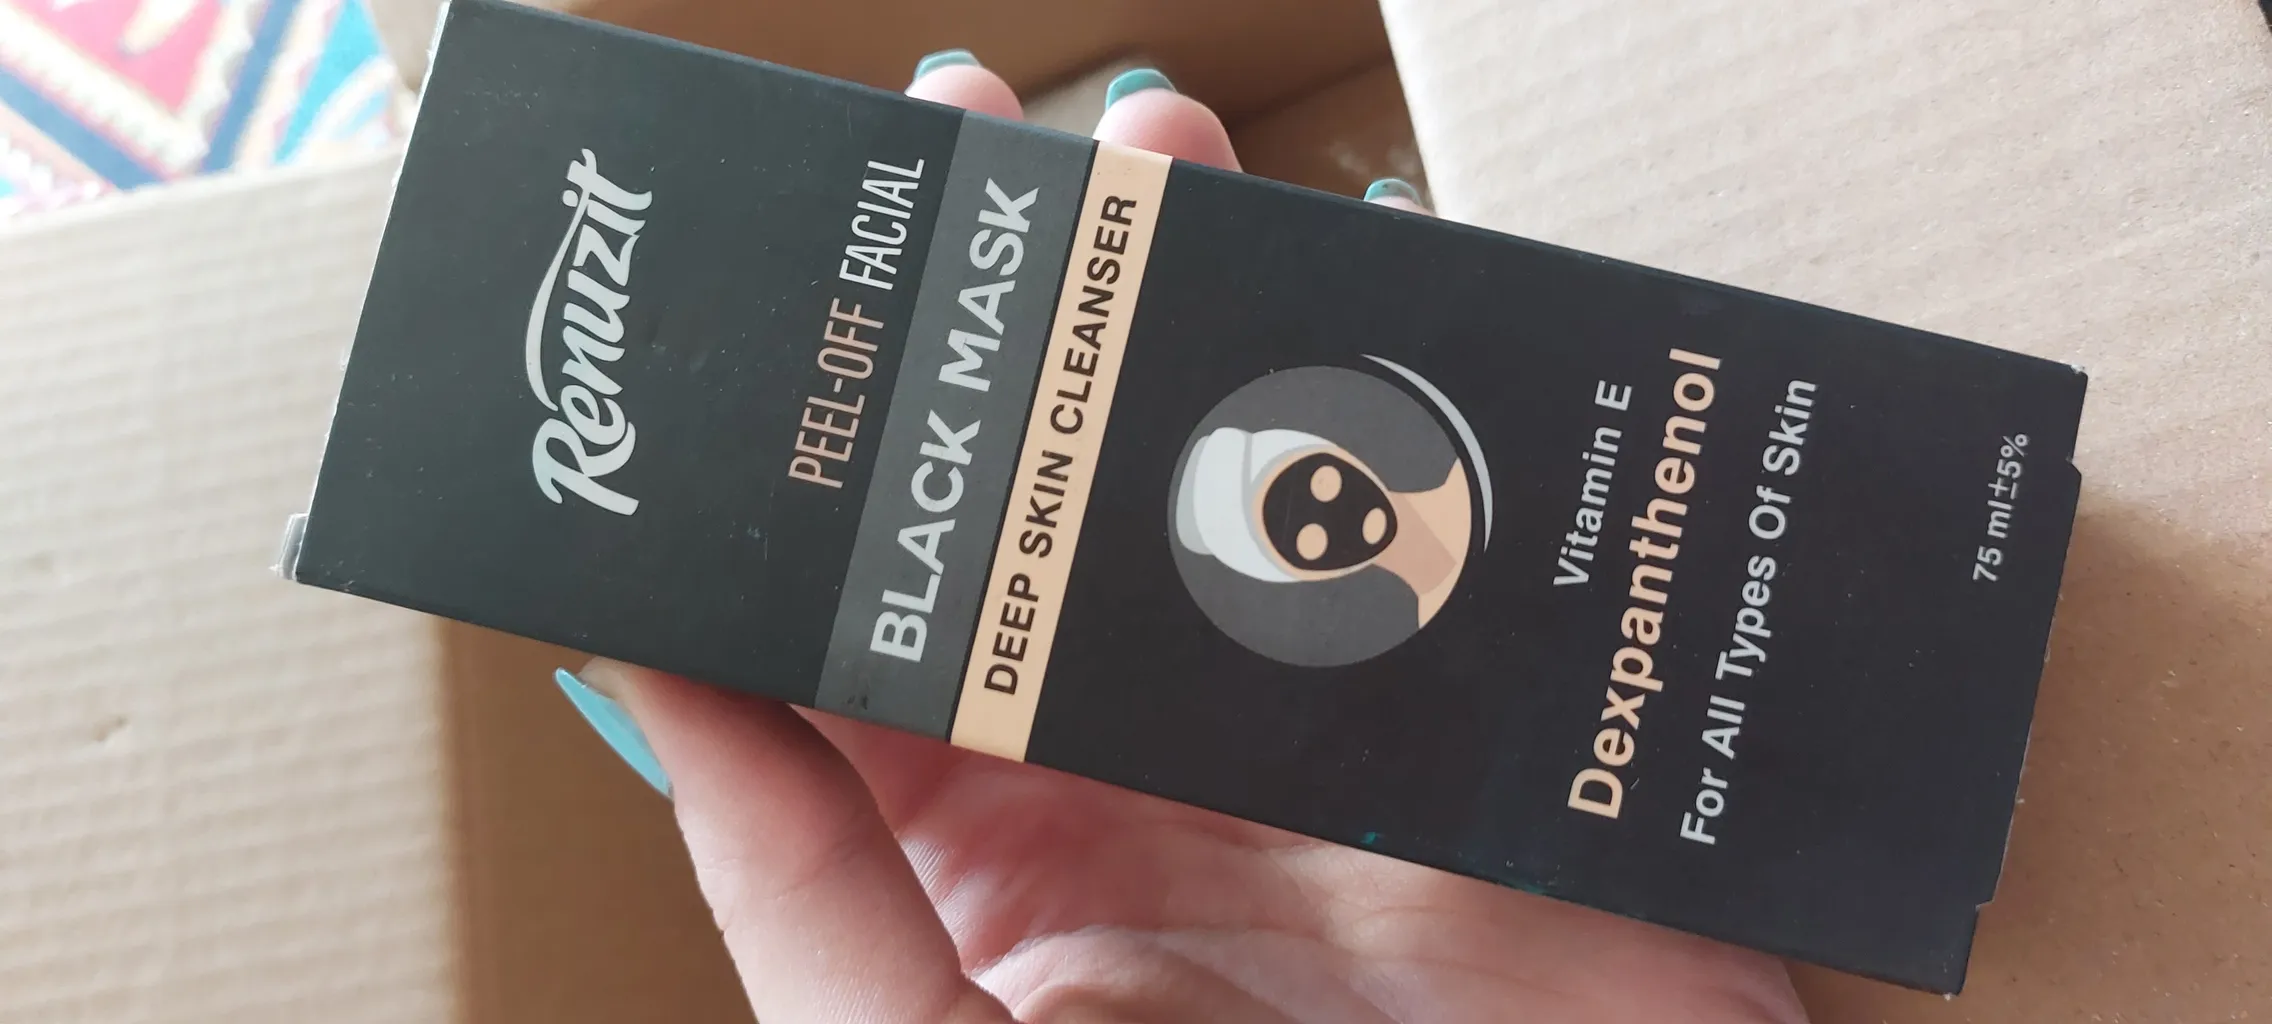 Renuzit
PEEL-OFF FACIAL
BLACK MASK
DEEP SKIN CLEANSER
Vitamin E
Dexpanthenol
For All Types Of Skin
75 ml±5%